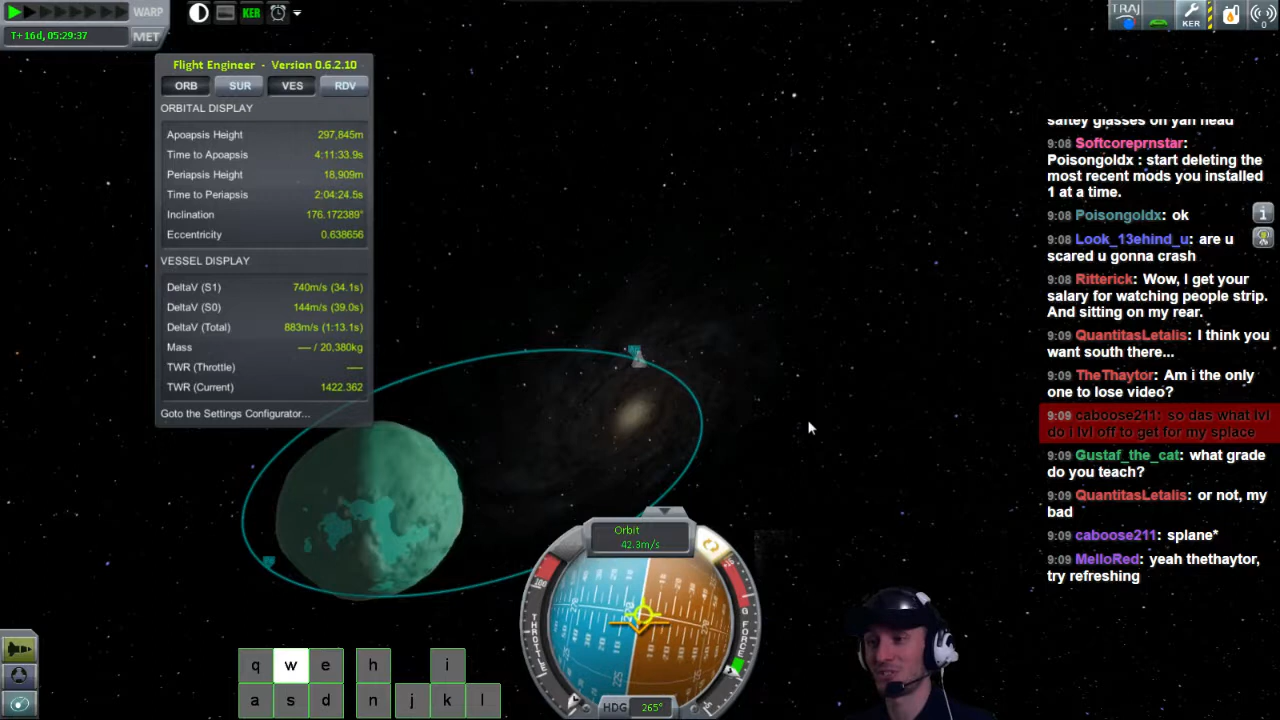 WARP
T+16d, 05:29:37
MET
KER
TRAJ
KER
0
Flight Engineer - Version 0.6.2.10
ORB SUR VES RDV
ORBITAL DISPLAY
Apoapsis Height 297,845m
Time to Apoapsis 4:11:33.9s
Periapsis Height 18,909m
Time to Periapsis 2:04:24.5s
Inclination 176.172389°
Eccentricity 0.638656
VESSEL DISPLAY
DeltaV (S1) 740m/s (34.1s)
DeltaV (S0) 144m/s (39.0s)
DeltaV (Total) 883m/s (1:13.1s)
Mass ---- / 20,380kg
TWR (Throttle) ----
TWR (Current) 1422.362
Goto the Settings Configurator...
saftey glasses on yah head
9:08 Softcoreprnstar:
Poisongoldx : start deleting the
most recent mods you installed
1 at a time.
9:08 Poisongoldx: ok
9:08 Look_13ehind_u: are u
scared u gonna crash
9:08 Ritterick: Wow, I get your
salary for watching people strip.
And sitting on my rear.
9:09 QuantitasLetalis: I think you
want south there...
9:09 TheThaytor: Am i the only
one to lose video?
9:09 caboose211: so das what lvl
do i lvl off to get for my splace
9:09 Gustaf_the_cat: what grade
do you teach?
9:09 QuantitasLetalis: or not, my
bad
9:09 caboose211: splane*
9:09 MelloRed: yeah thethaytor,
try refreshing
Orbit
42.3m/s
THROTTLE
G FORCE
HDG 265°
q w e h i
a s d n j k l